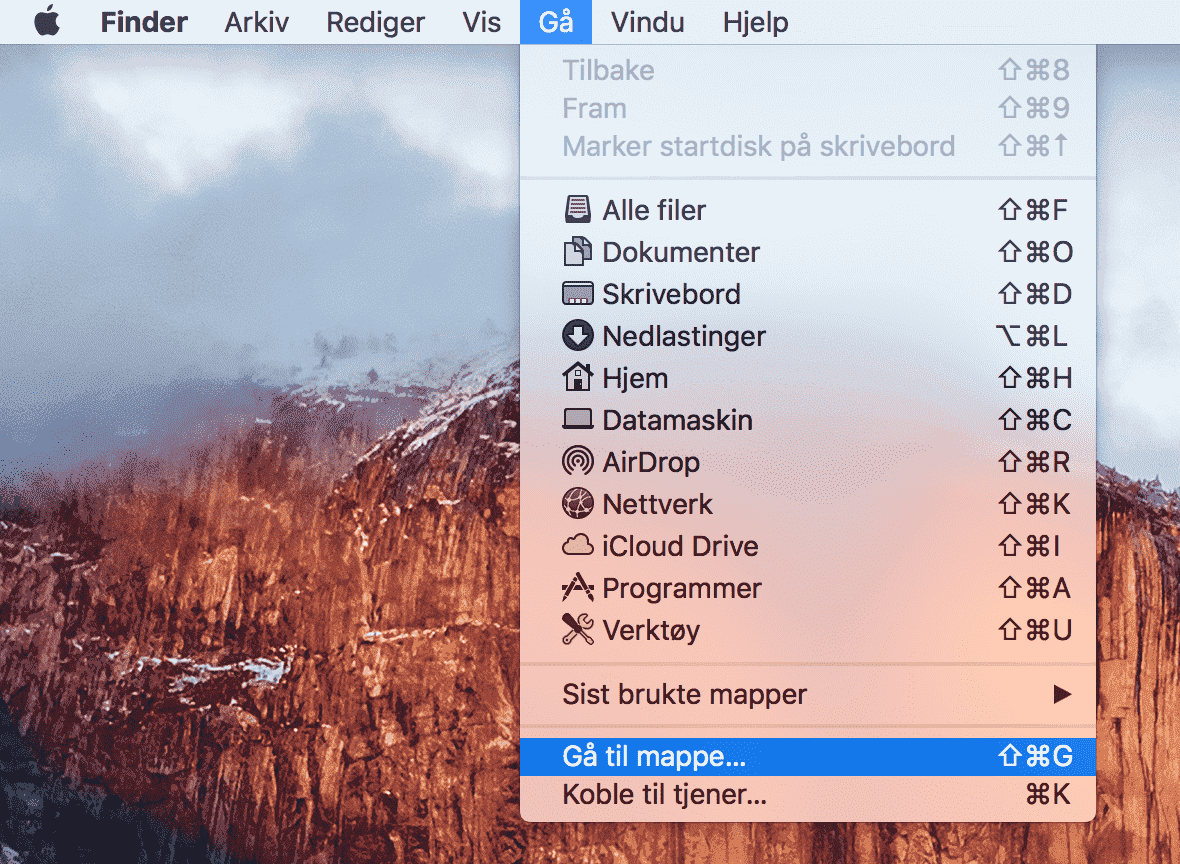 Finder Arkiv Rediger Vis Gå Vindu Hjelp
Tilbake ⇧⌘8
Fram ⇧⌘9
Marker startdisk på skrivebord ⇧⌘↑
Alle filer ⇧⌘F
Dokumenter ⇧⌘O
Skrivebord ⇧⌘D
Nedlastinger ⌥⌘L
Hjem ⇧⌘H
Datamaskin ⇧⌘C
AirDrop ⇧⌘R
Nettverk ⇧⌘K
iCloud Drive ⇧⌘I
Programmer ⇧⌘A
Verktøy ⇧⌘U
Sist brukte mapper ▶
Gå til mappe... ⇧⌘G
Koble til tjener... ⌘K